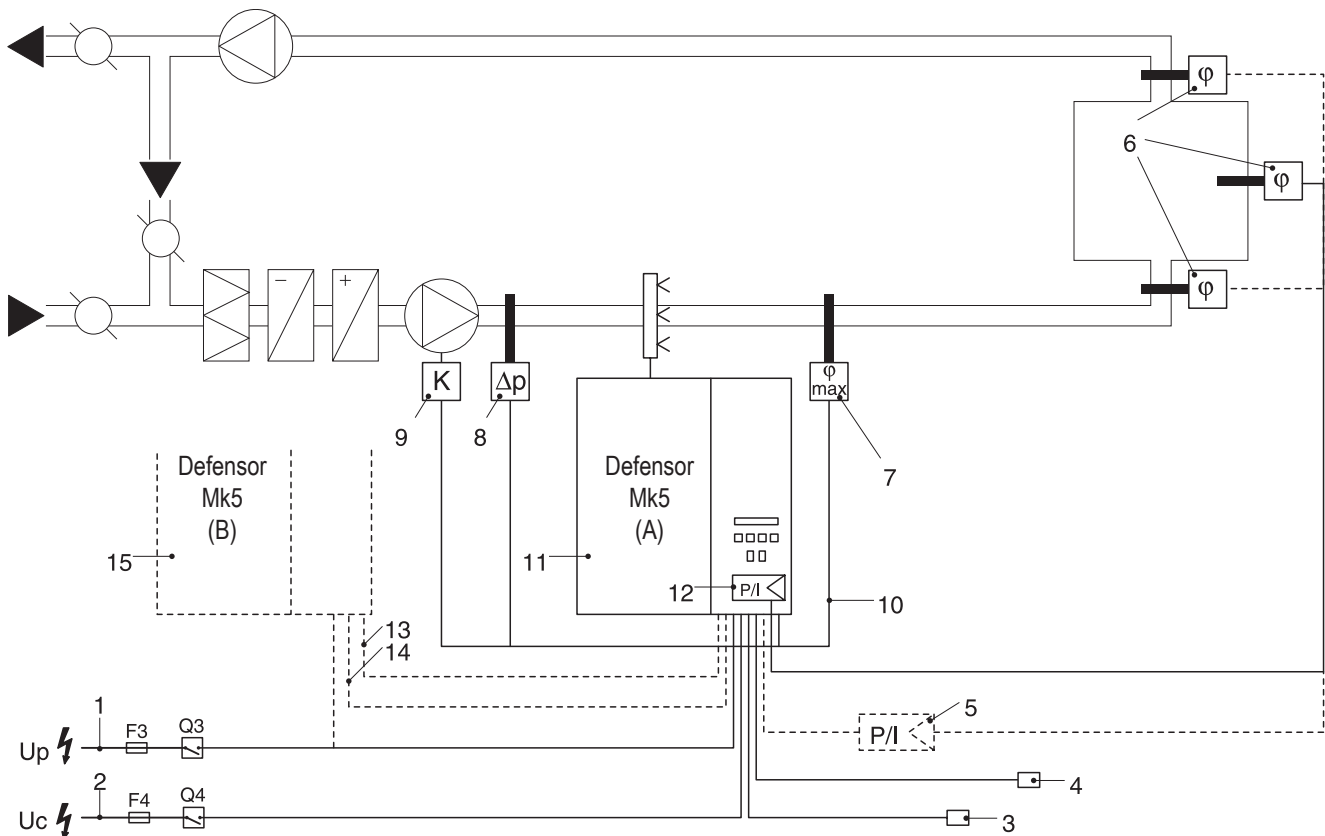 φ
6
φ
φ
−
+
K
Δp
φ
max
9
8
7
Defensor
Mk5
(B)
Defensor
Mk5
(A)
15
11
12
P/I
10
13
14
1
F3
Q3
5
Up
P/I
2
F4
Q4
4
Uc
3